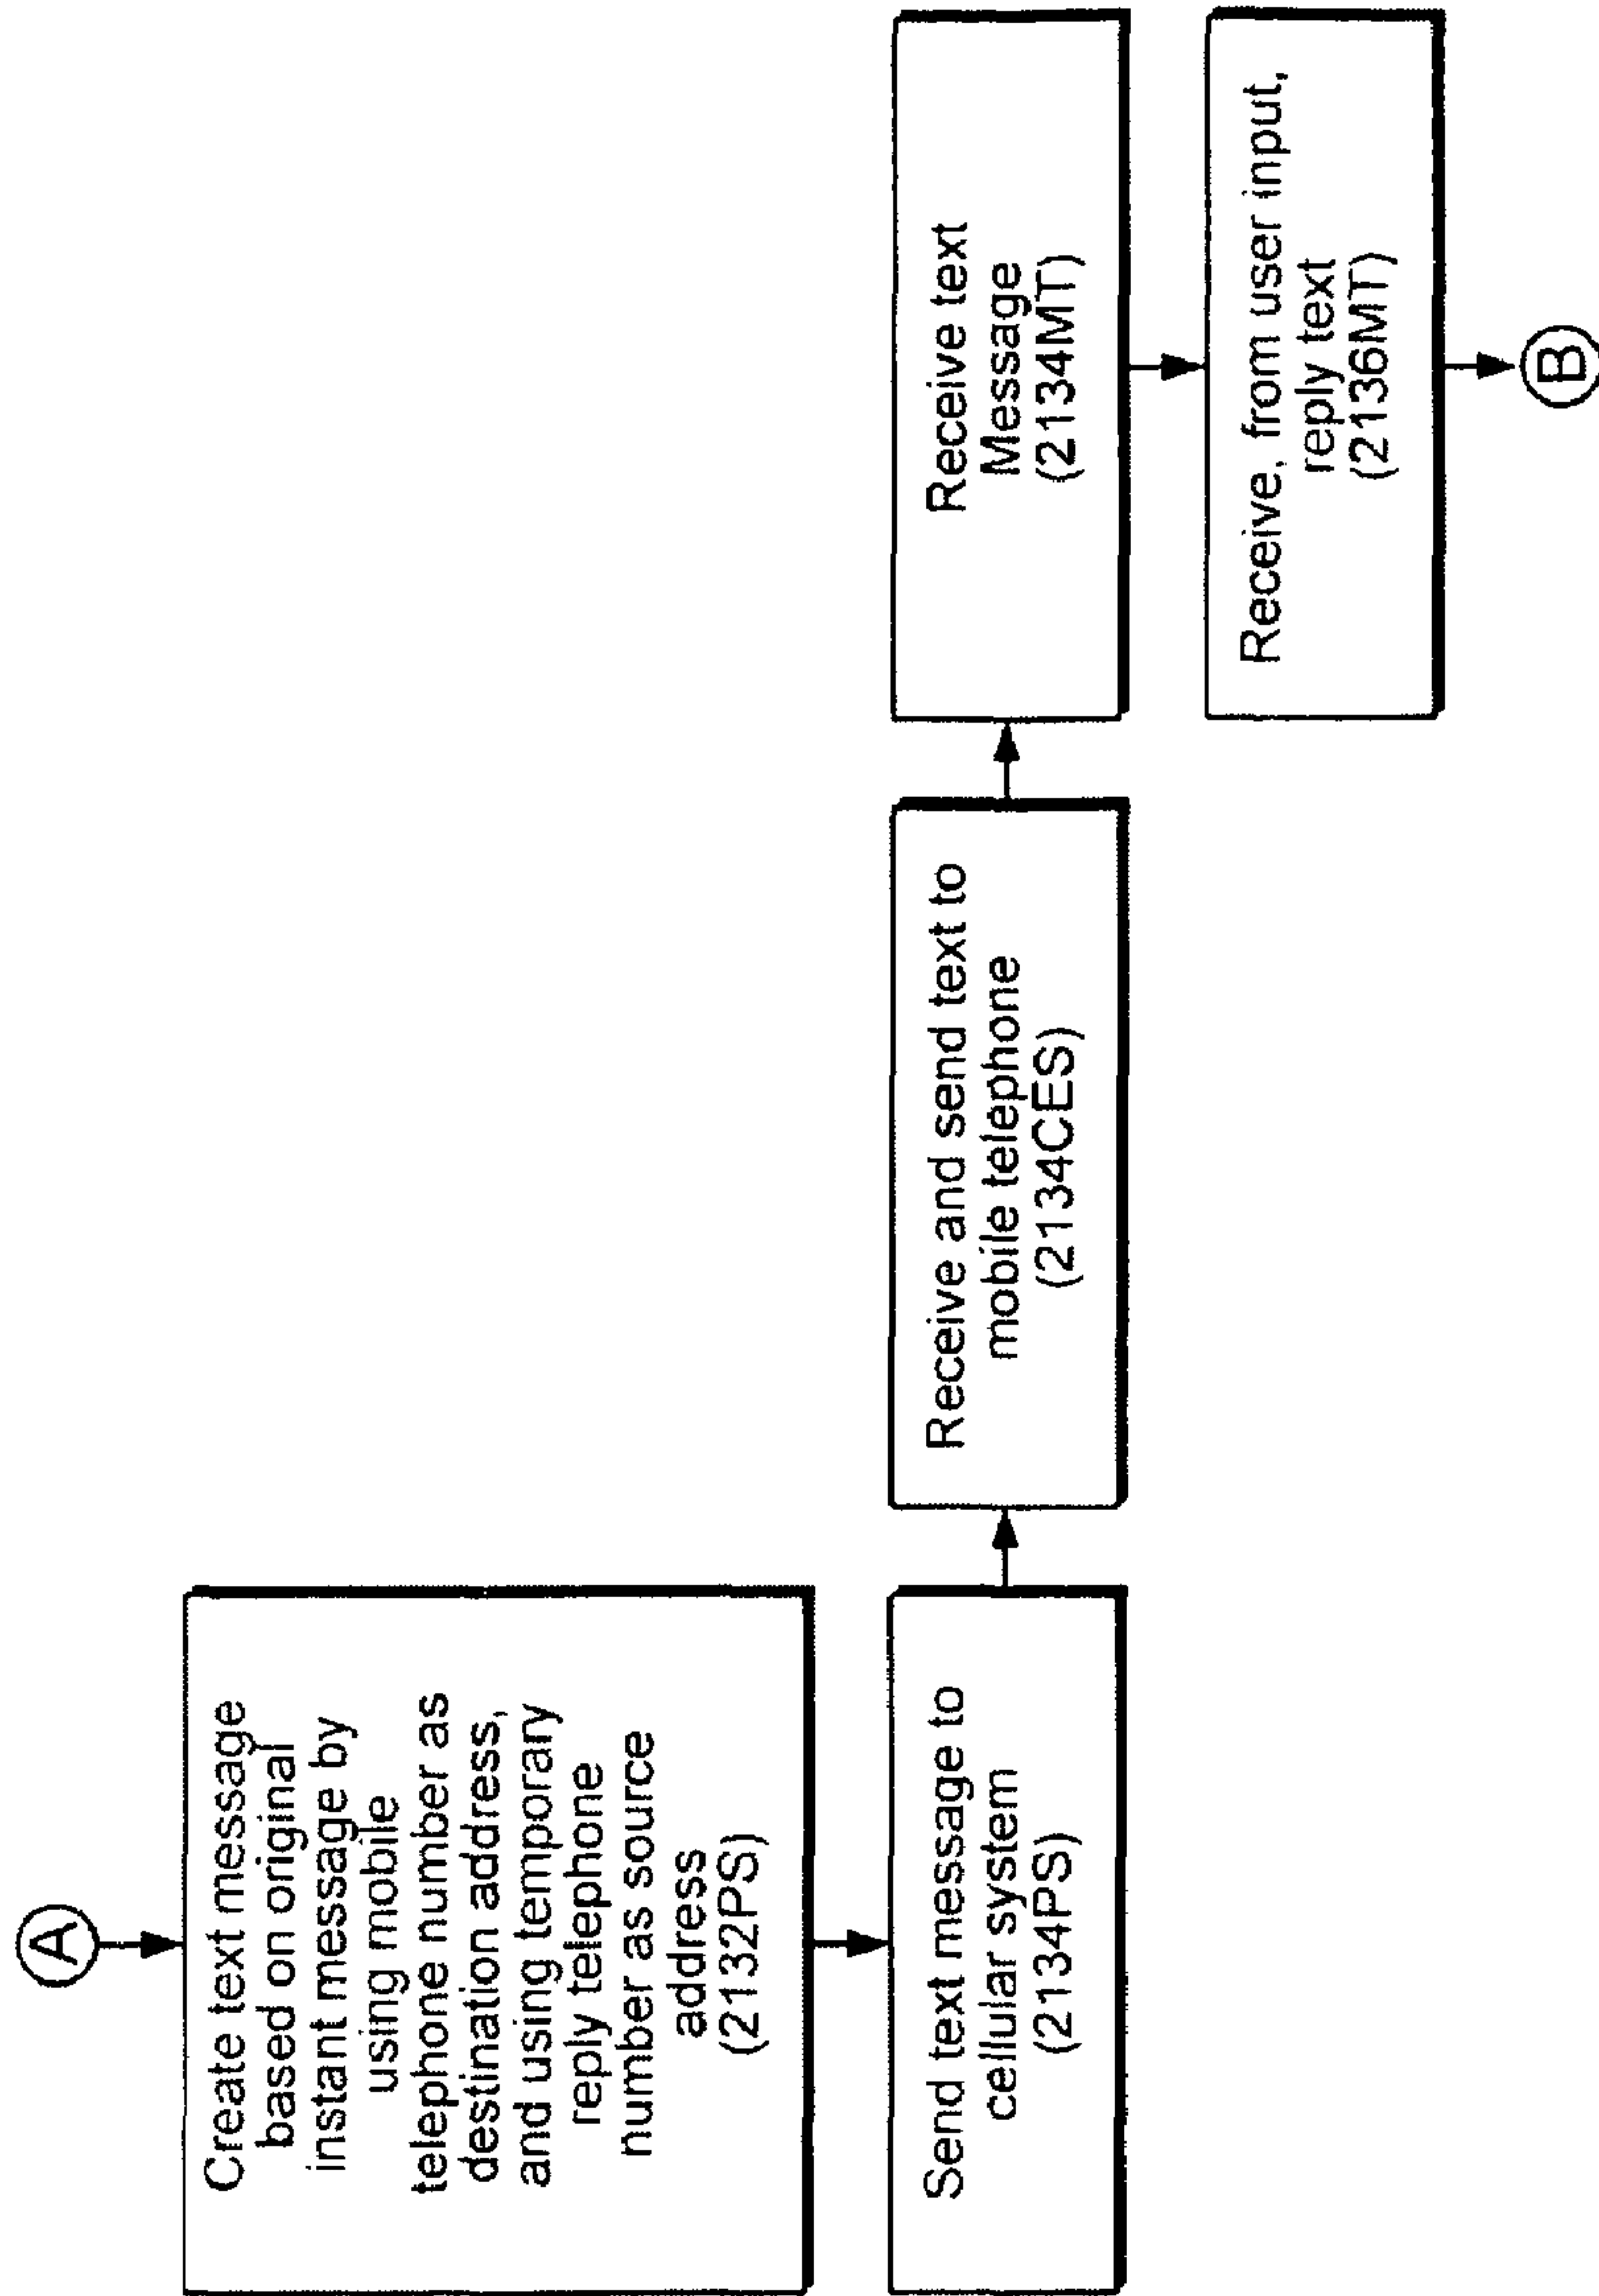 A
Create text message
based on original
instant message by
using mobile
telephone number as
destination address,
and using temporary
reply telephone
number as source
address
(2132PS)
Send text message to
cellular system
(2134PS)
Receive and send text to
mobile telephone
(2134CES)
Receive text
Message
(2134MT)
Receive, from user input,
reply text
(2136MT)
B